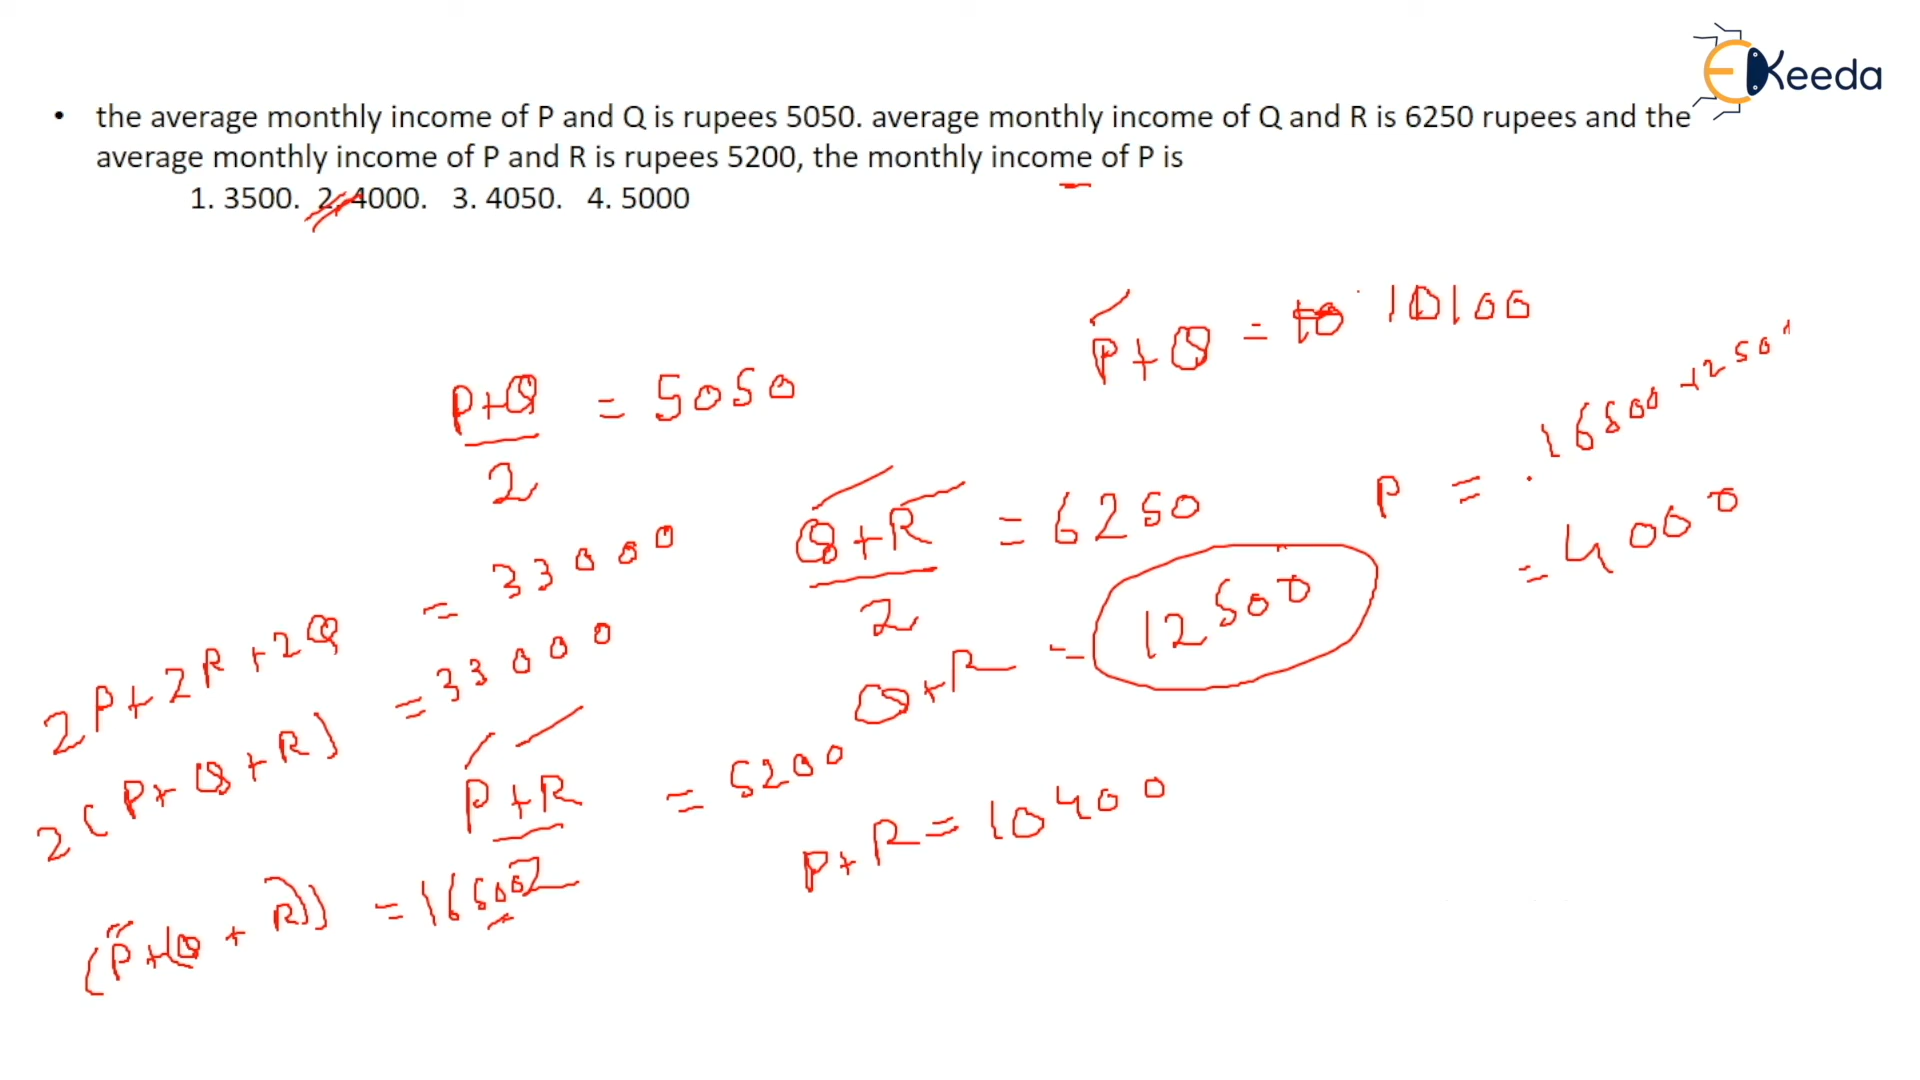 EKeeda
• the average monthly income of P and Q is rupees 5050. average monthly income of Q and R is 6250 rupees and the
average monthly income of P and R is rupees 5200, the monthly income of P is
1. 3500. 2. 4000. 3. 4050. 4. 5000
P+Q = 10 10100
P+Q = 5050
2
P = 16500 - 12500
= 4000
Q+R = 6250
2
Q+R = 12500
2P+2R+2Q = 33000
2(P+Q+R) = 33000
P+R = 5200
2
P+R = 10400
(P+(Q+R)) = 16500